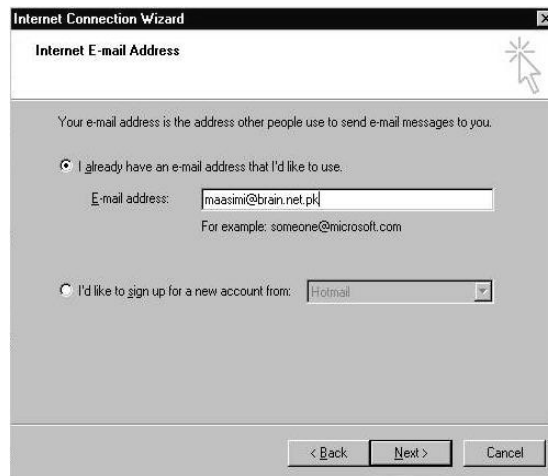 Internet Connection Wizard
Internet E-mail Address
Your e-mail address is the address other people use to send e-mail messages to you.
I already have an e-mail address that I'd like to use.
E-mail address: maasimi@brain.net.pk
For example: someone@microsoft.com
I'd like to sign up for a new account from: Hotmail
< Back Next > Cancel